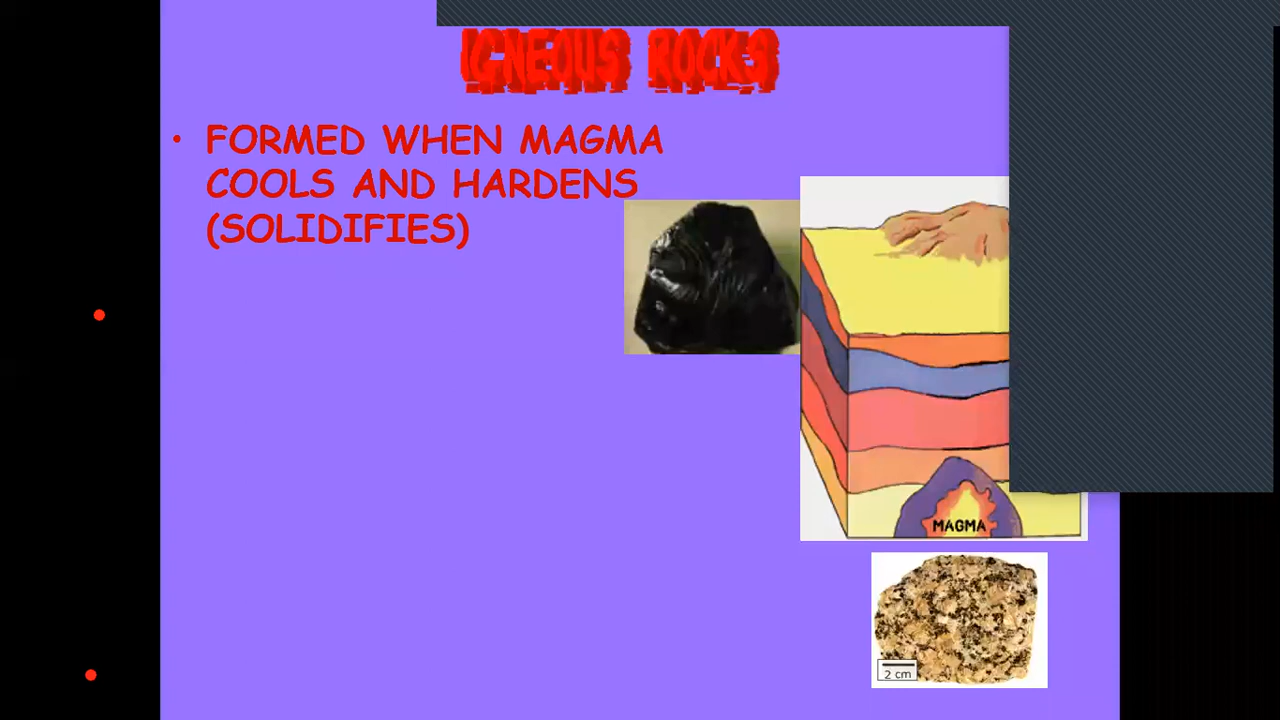 IGNEOUS ROCKS
• FORMED WHEN MAGMA
COOLS AND HARDENS
(SOLIDIFIES)
MAGMA
2 cm